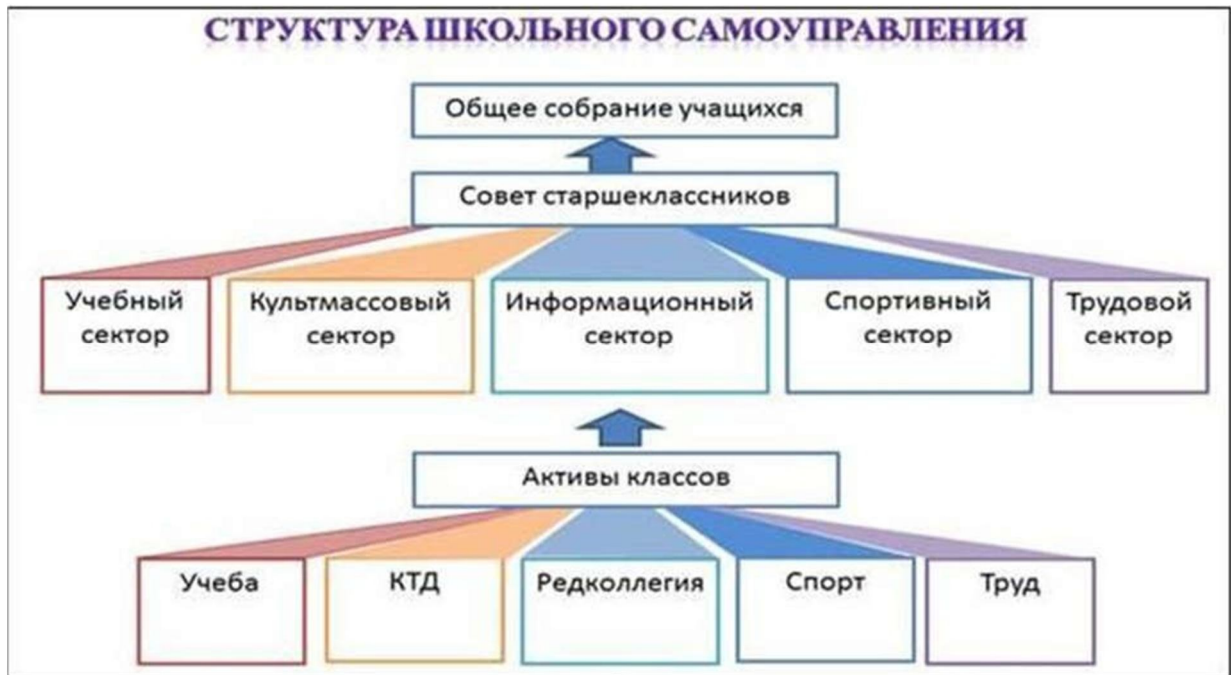 СТРУКТУРА ШКОЛЬНОГО САМОУПРАВЛЕНИЯ
Общее собрание учащихся
Совет старшеклассников
Учебный
сектор
Культмассовый
сектор
Информационный
сектор
Спортивный
сектор
Трудовой
сектор
Активы классов
Учеба
КТД
Редколлегия
Спорт
Труд